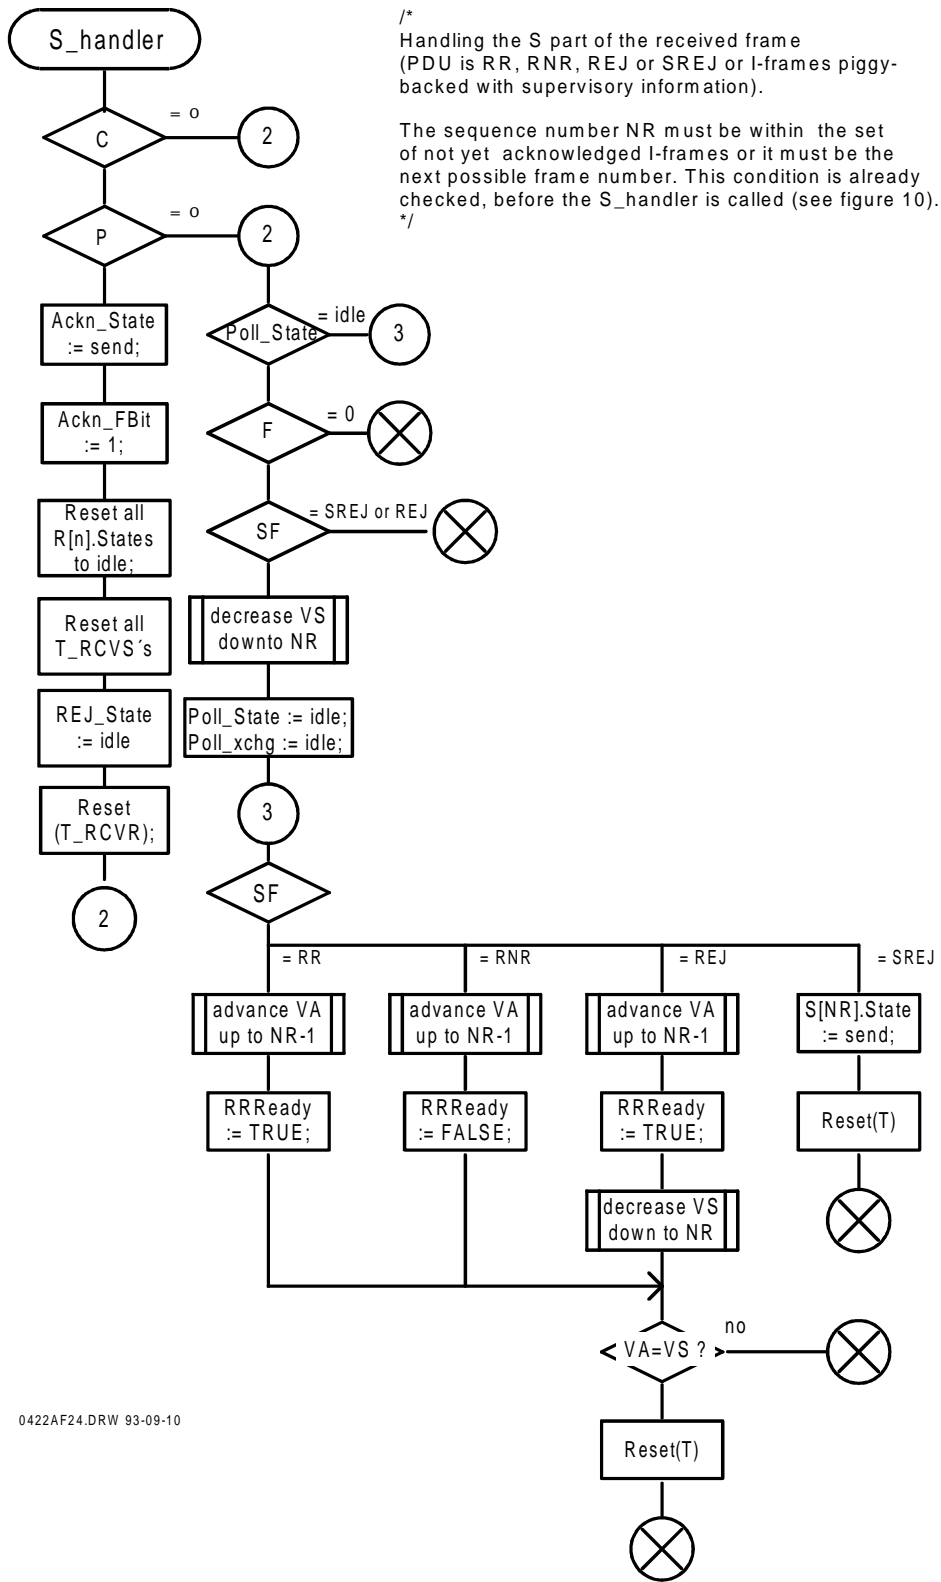 S_handler
/*
Handling the S part of the received frame
(PDU is RR, RNR, REJ or SREJ or I-frames piggy-
backed with supervisory information).
The sequence number NR must be within the set
of not yet acknowledged I-frames or it must be the
next possible frame number. This condition is already
checked, before the S_handler is called (see figure 10).
*/
C
= 0
2
P
= 0
2
Ackn_State
:= send;
Ackn_FBit
:= 1;
Reset all
R[n].States
to idle;
Reset all
T_RCVS´s
REJ_State
:= idle
Reset
(T_RCVR);
2
Poll_State
= idle
3
F
= 0
SF
= SREJ or REJ
decrease VS
downto NR
Poll_State := idle;
Poll_xchg := idle;
3
SF
= RR
= RNR
= REJ
= SREJ
advance VA
up to NR-1
RRReady
:= TRUE;
advance VA
up to NR-1
RRReady
:= FALSE;
advance VA
up to NR-1
RRReady
:= TRUE;
decrease VS
down to NR
S[NR].State
:= send;
Reset(T)
VA=VS ?
no
Reset(T)
0422AF24.DRW 93-09-10